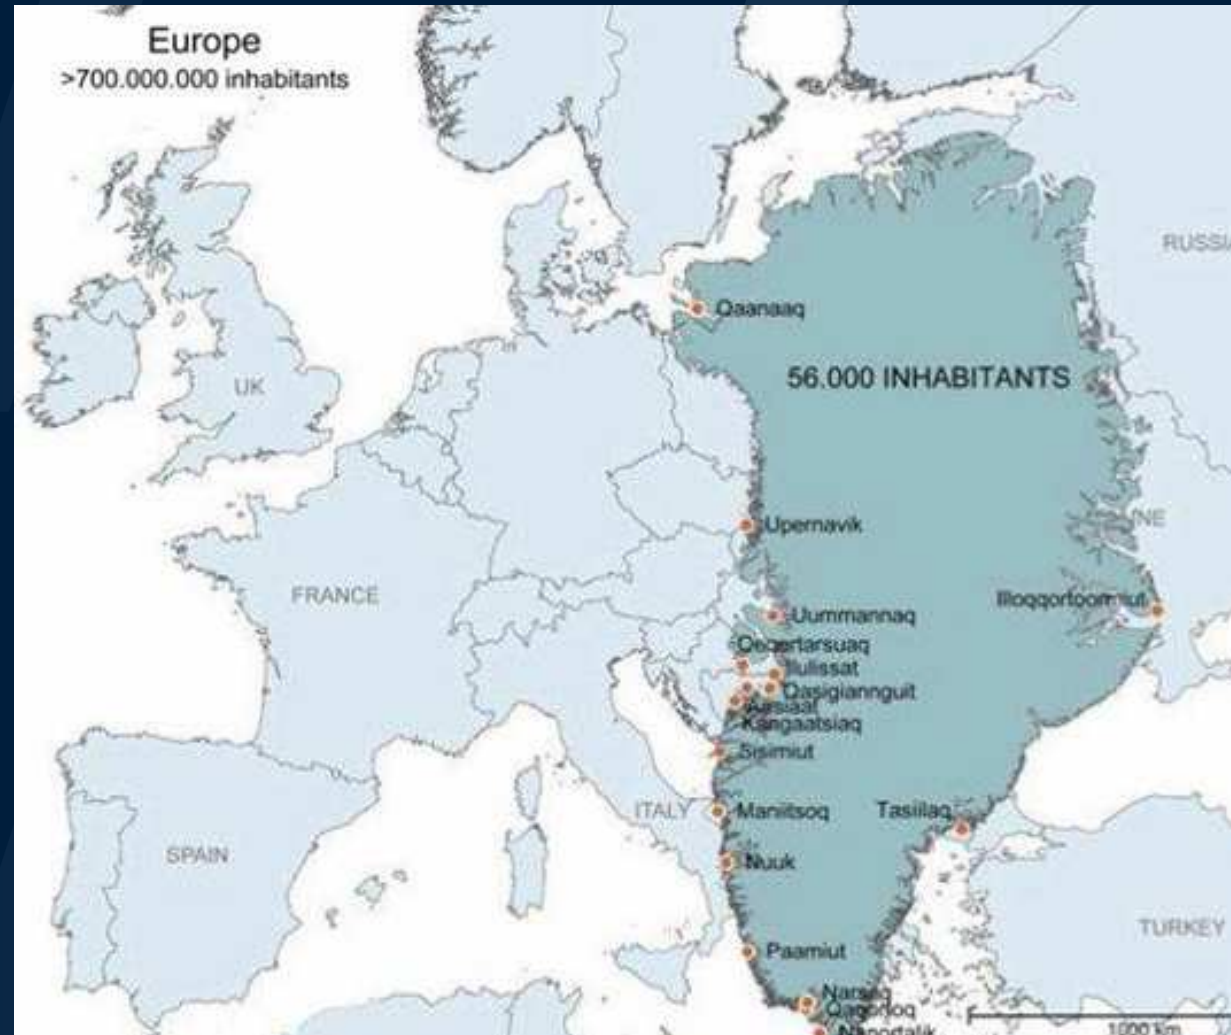 Europe
>700.000.000 inhabitants
RUSSIA
Qaanaaq
56.000 INHABITANTS
UK
Upernavik
INE
FRANCE
Illoqqortoormiut
Uummannaq
Qeqertarsuaq
Ilulissat
Qasigiannguit
Aasiaat
Kangaatsiaq
Sisimiut
ITALY
Maniitsoq
Tasiilaq
SPAIN
Nuuk
TURKEY
Paamiut
Narsaq
Qaqortoq
Nanortalik
1000 km